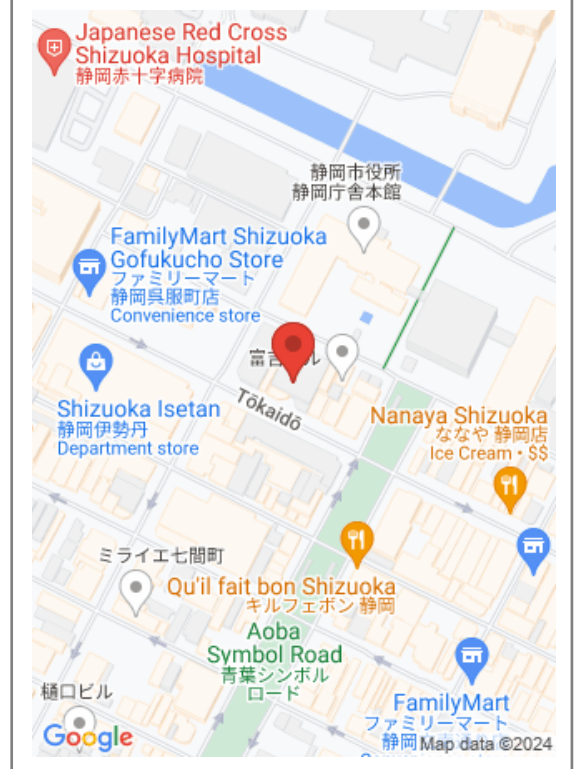 Japanese Red Cross
Shizuoka Hospital
静岡赤十字病院
静岡市役所
静岡庁舎本館
FamilyMart Shizuoka
Gofukucho Store
ファミリーマート
静岡呉服町店
Convenience store
Tōkaidō
Shizuoka Isetan
静岡伊勢丹
Department store
Nanaya Shizuoka
ななや 静岡店
Ice Cream • $$
ミライエ七間町
Qu'il fait bon Shizuoka
キルフェボン 静岡
Aoba
Symbol Road
青葉シンボル
ロード
樋口ビル
FamilyMart
ファミリーマート
Google
Map data ©2024